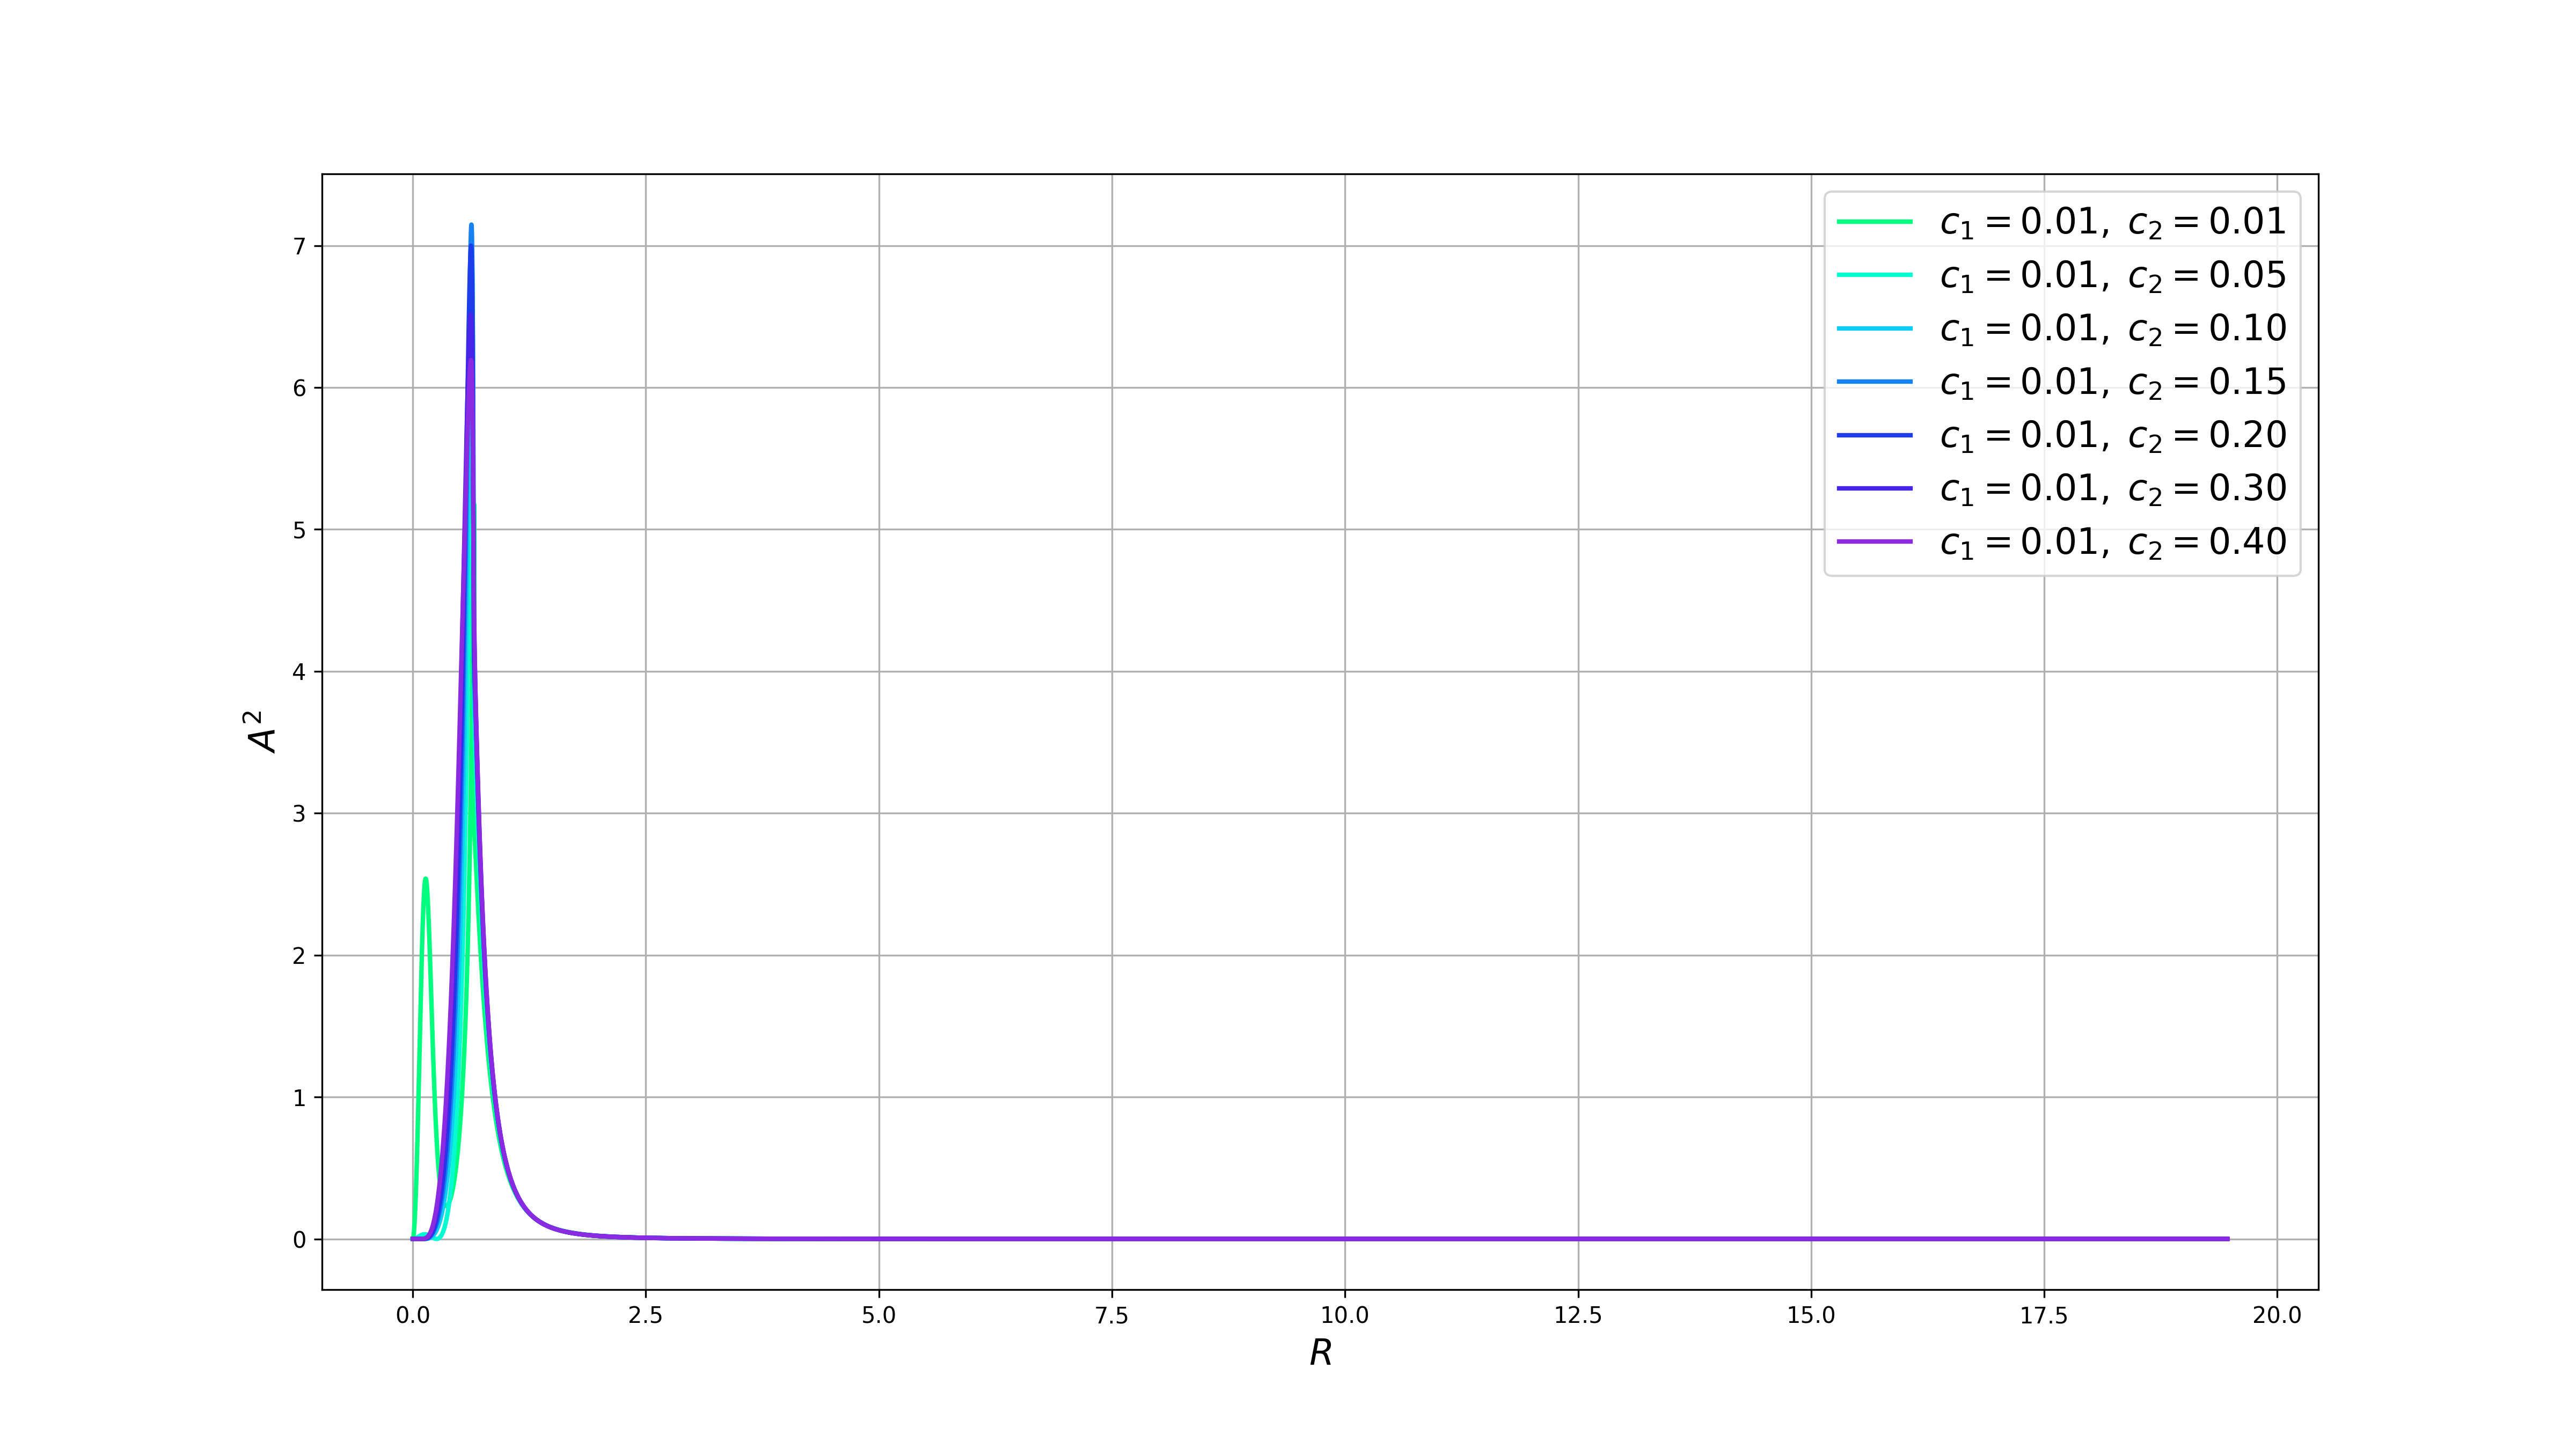 c₁ = 0.01, c₂ = 0.01
c₁ = 0.01, c₂ = 0.05
c₁ = 0.01, c₂ = 0.10
c₁ = 0.01, c₂ = 0.15
c₁ = 0.01, c₂ = 0.20
c₁ = 0.01, c₂ = 0.30
c₁ = 0.01, c₂ = 0.40
7
6
5
4
3
2
1
0
A²
0.0 2.5 5.0 7.5 10.0 12.5 15.0 17.5 20.0
R